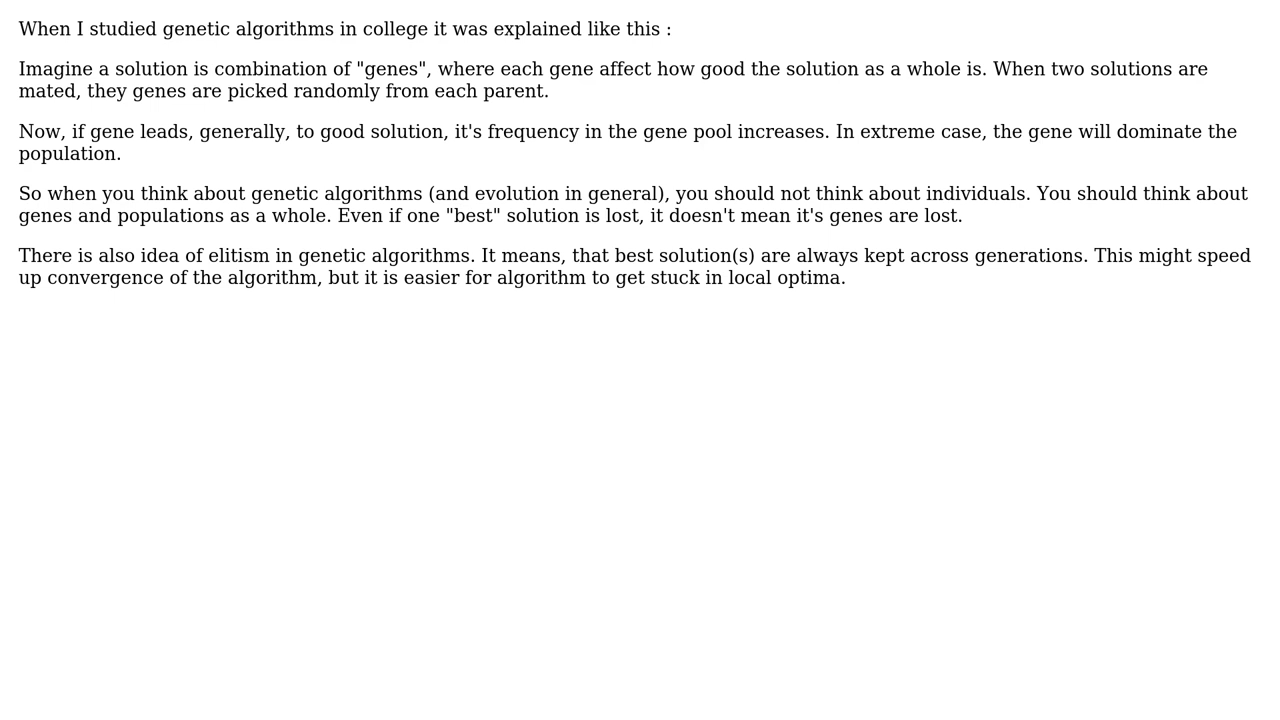 When I studied genetic algorithms in college it was explained like this :
Imagine a solution is combination of "genes", where each gene affect how good the solution as a whole is. When two solutions are
mated, they genes are picked randomly from each parent.
Now, if gene leads, generally, to good solution, it's frequency in the gene pool increases. In extreme case, the gene will dominate the
population.
So when you think about genetic algorithms (and evolution in general), you should not think about individuals. You should think about
genes and populations as a whole. Even if one "best" solution is lost, it doesn't mean it's genes are lost.
There is also idea of elitism in genetic algorithms. It means, that best solution(s) are always kept across generations. This might speed
up convergence of the algorithm, but it is easier for algorithm to get stuck in local optima.